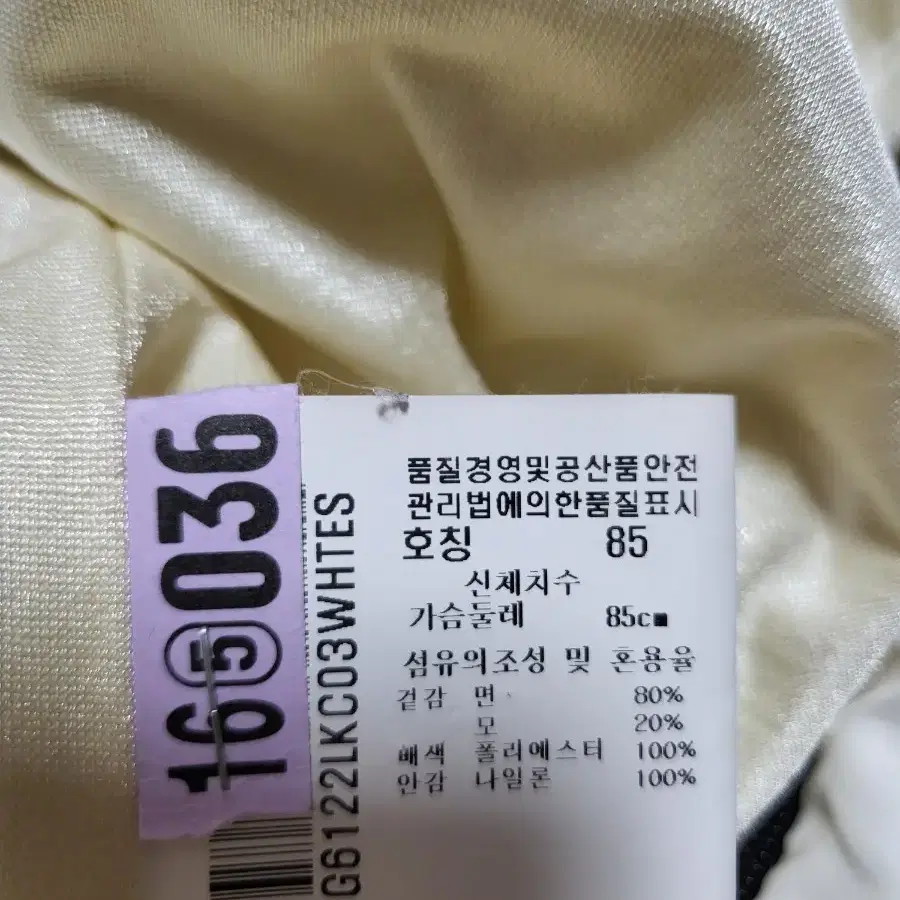 품질경영및공산품안전
관리법에의한품질표시
호칭 85
신체치수
가슴둘레 85cm
섬유의조성 및 혼용율
겉감 면 80%
모 20%
배색 폴리에스터 100%
안감 나일론 100%
G6122LKC03WHTES
16⑤036